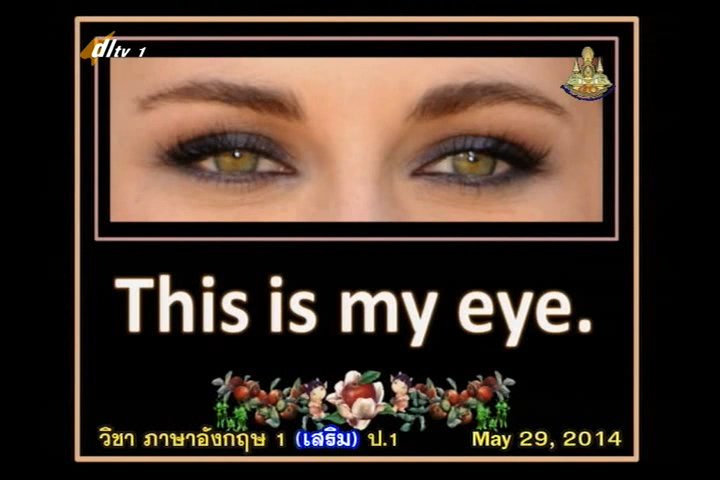 dltv 1
This is my eye.
วิชา ภาษาอังกฤษ 1 (เสริม) ป.1
May 29, 2014